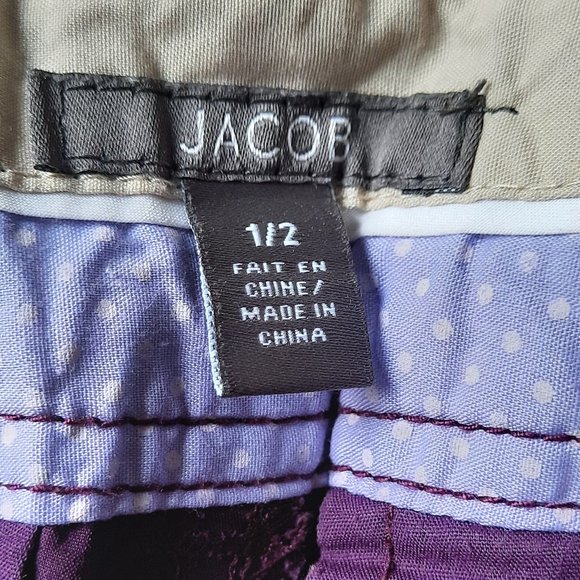 JACOB
1/2
FAIT EN
CHINE/
MADE IN
CHINA